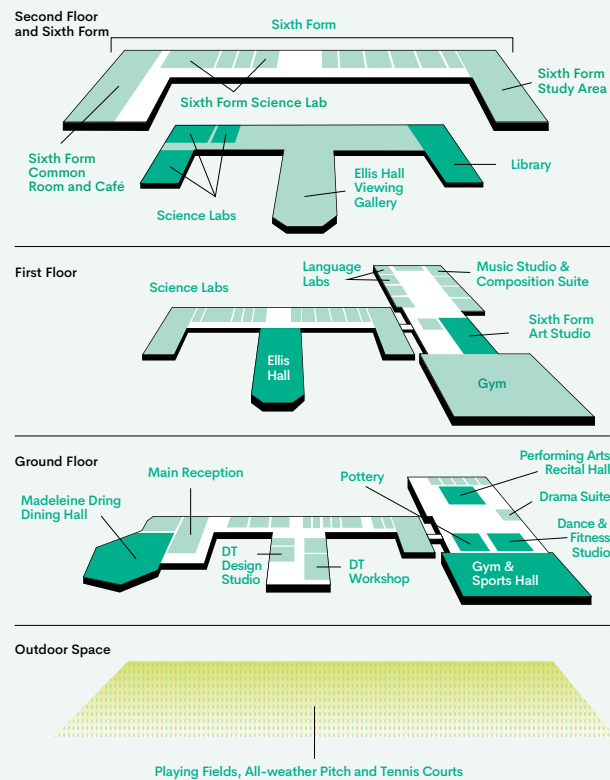 Second Floor
and Sixth Form
Sixth Form
Sixth Form
Study Area
Sixth Form Science Lab
Sixth Form
Common
Room and Café
Science Labs
Ellis Hall
Viewing
Gallery
Library
First Floor
Science Labs
Language
Labs
Music Studio &
Composition Suite
Sixth Form
Art Studio
Ellis
Hall
Gym
Ground Floor
Main Reception
Pottery
Performing Arts
Recital Hall
Madeleine Dring
Dining Hall
Drama Suite
Dance &
Fitness
Studio
DT
Design
Studio
DT
Workshop
Gym &
Sports Hall
Outdoor Space
Playing Fields, All-weather Pitch and Tennis Courts